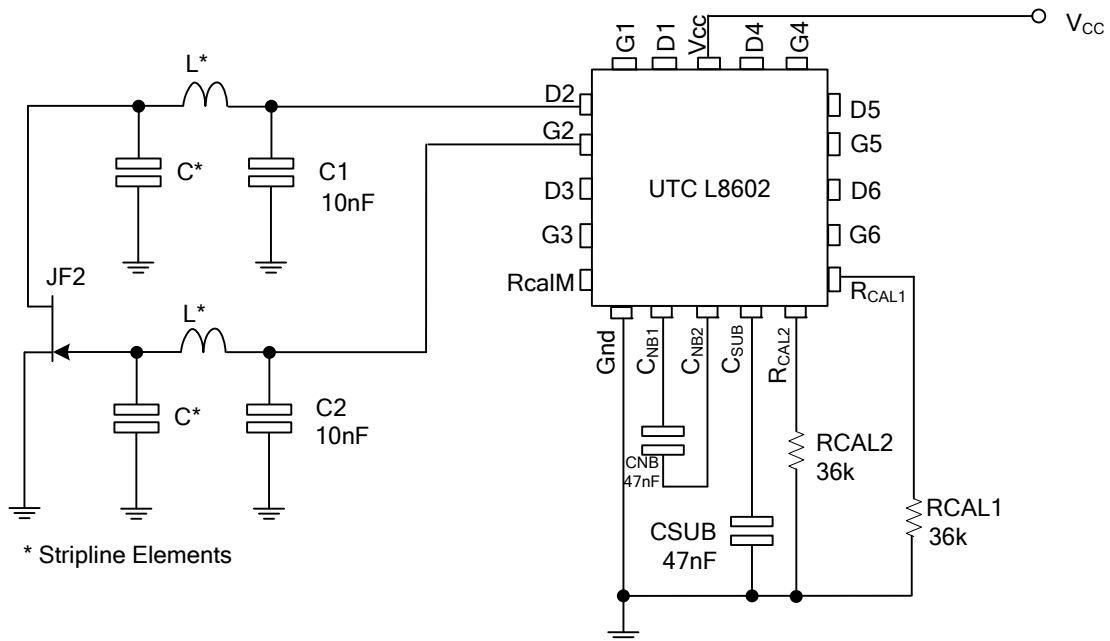 G1
D1
Vcc
D4
G4
VCC
L*
D2
G2
D3
G3
RcalM
UTC L8602
D5
G5
D6
G6
RCAL1
C*
C1
10nF
JF2
L*
C*
C2
10nF
Gnd
CNB1
CNB2
CSUB
RCAL2
CNB
47nF
RCAL2
36k
CSUB
47nF
RCAL1
36k
* Stripline Elements